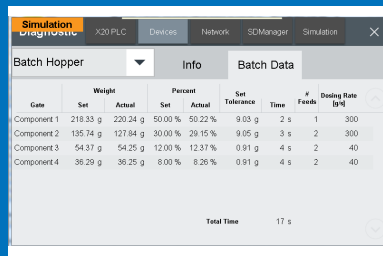 Simulation
Diagnostic X20 PLC Devices Network SDManager Simulation X
Batch Hopper Info Batch Data
Weight Percent Set # Dosing Rate
Gate Set Actual Set Actual Tolerance Time Feeds [g/s]
Component 1 218.33 g 220.24 g 50.00 % 50.22 % 9.03 g 2 s 1 300
Component 2 135.74 g 127.84 g 30.00 % 29.15 % 9.05 g 3 s 2 300
Component 3 54.37 g 54.25 g 12.00 % 12.37 % 0.91 g 4 s 2 40
Component 4 36.29 g 36.25 g 8.00 % 8.26 % 0.91 g 4 s 2 40
Total Time 17 s